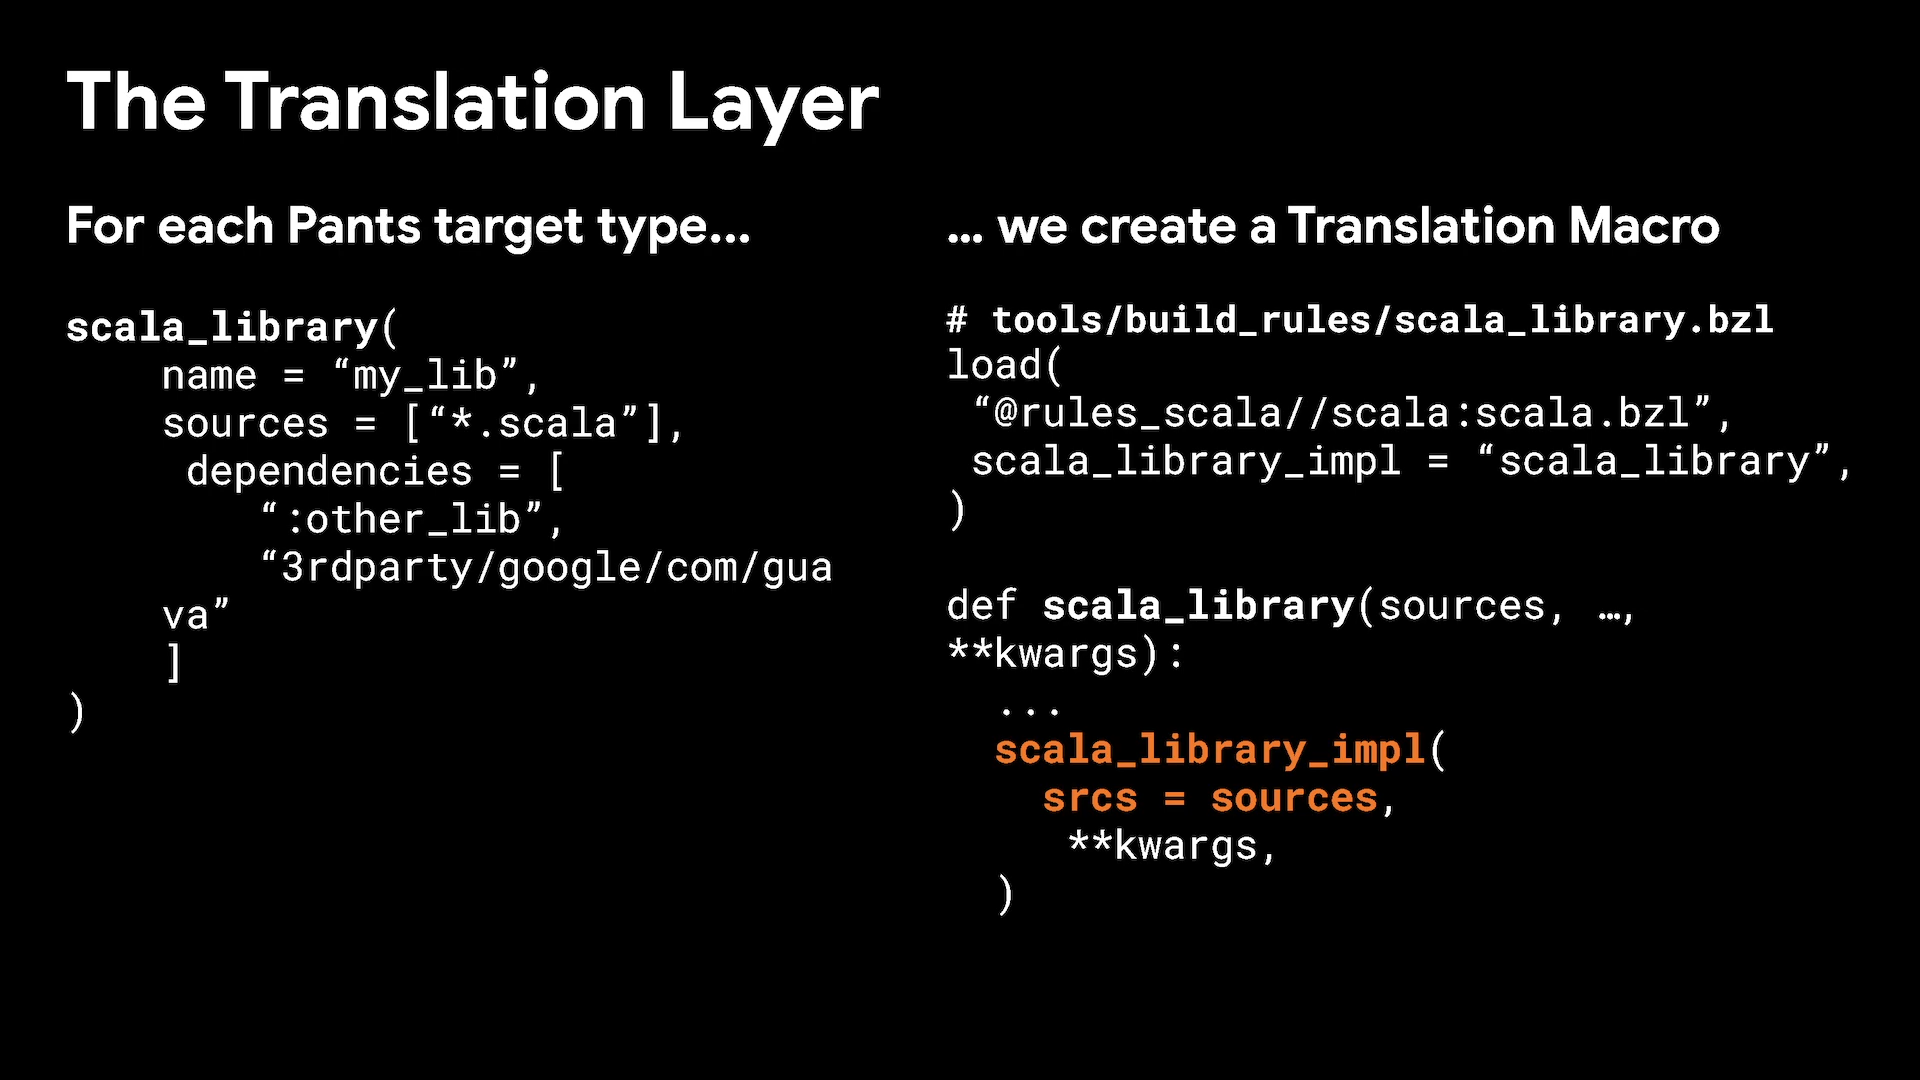 The Translation Layer
For each Pants target type...
scala_library(
    name = “my_lib”,
    sources = [“*.scala”],
     dependencies = [
        “:other_lib”,
        “3rdparty/google/com/gua
    va”
    ]
)
... we create a Translation Macro
# tools/build_rules/scala_library.bzl
load(
 “@rules_scala//scala:scala.bzl”,
 scala_library_impl = “scala_library”,
)
def scala_library(sources, …,
**kwargs):
  ...
  scala_library_impl(
    srcs = sources,
     **kwargs,
  )